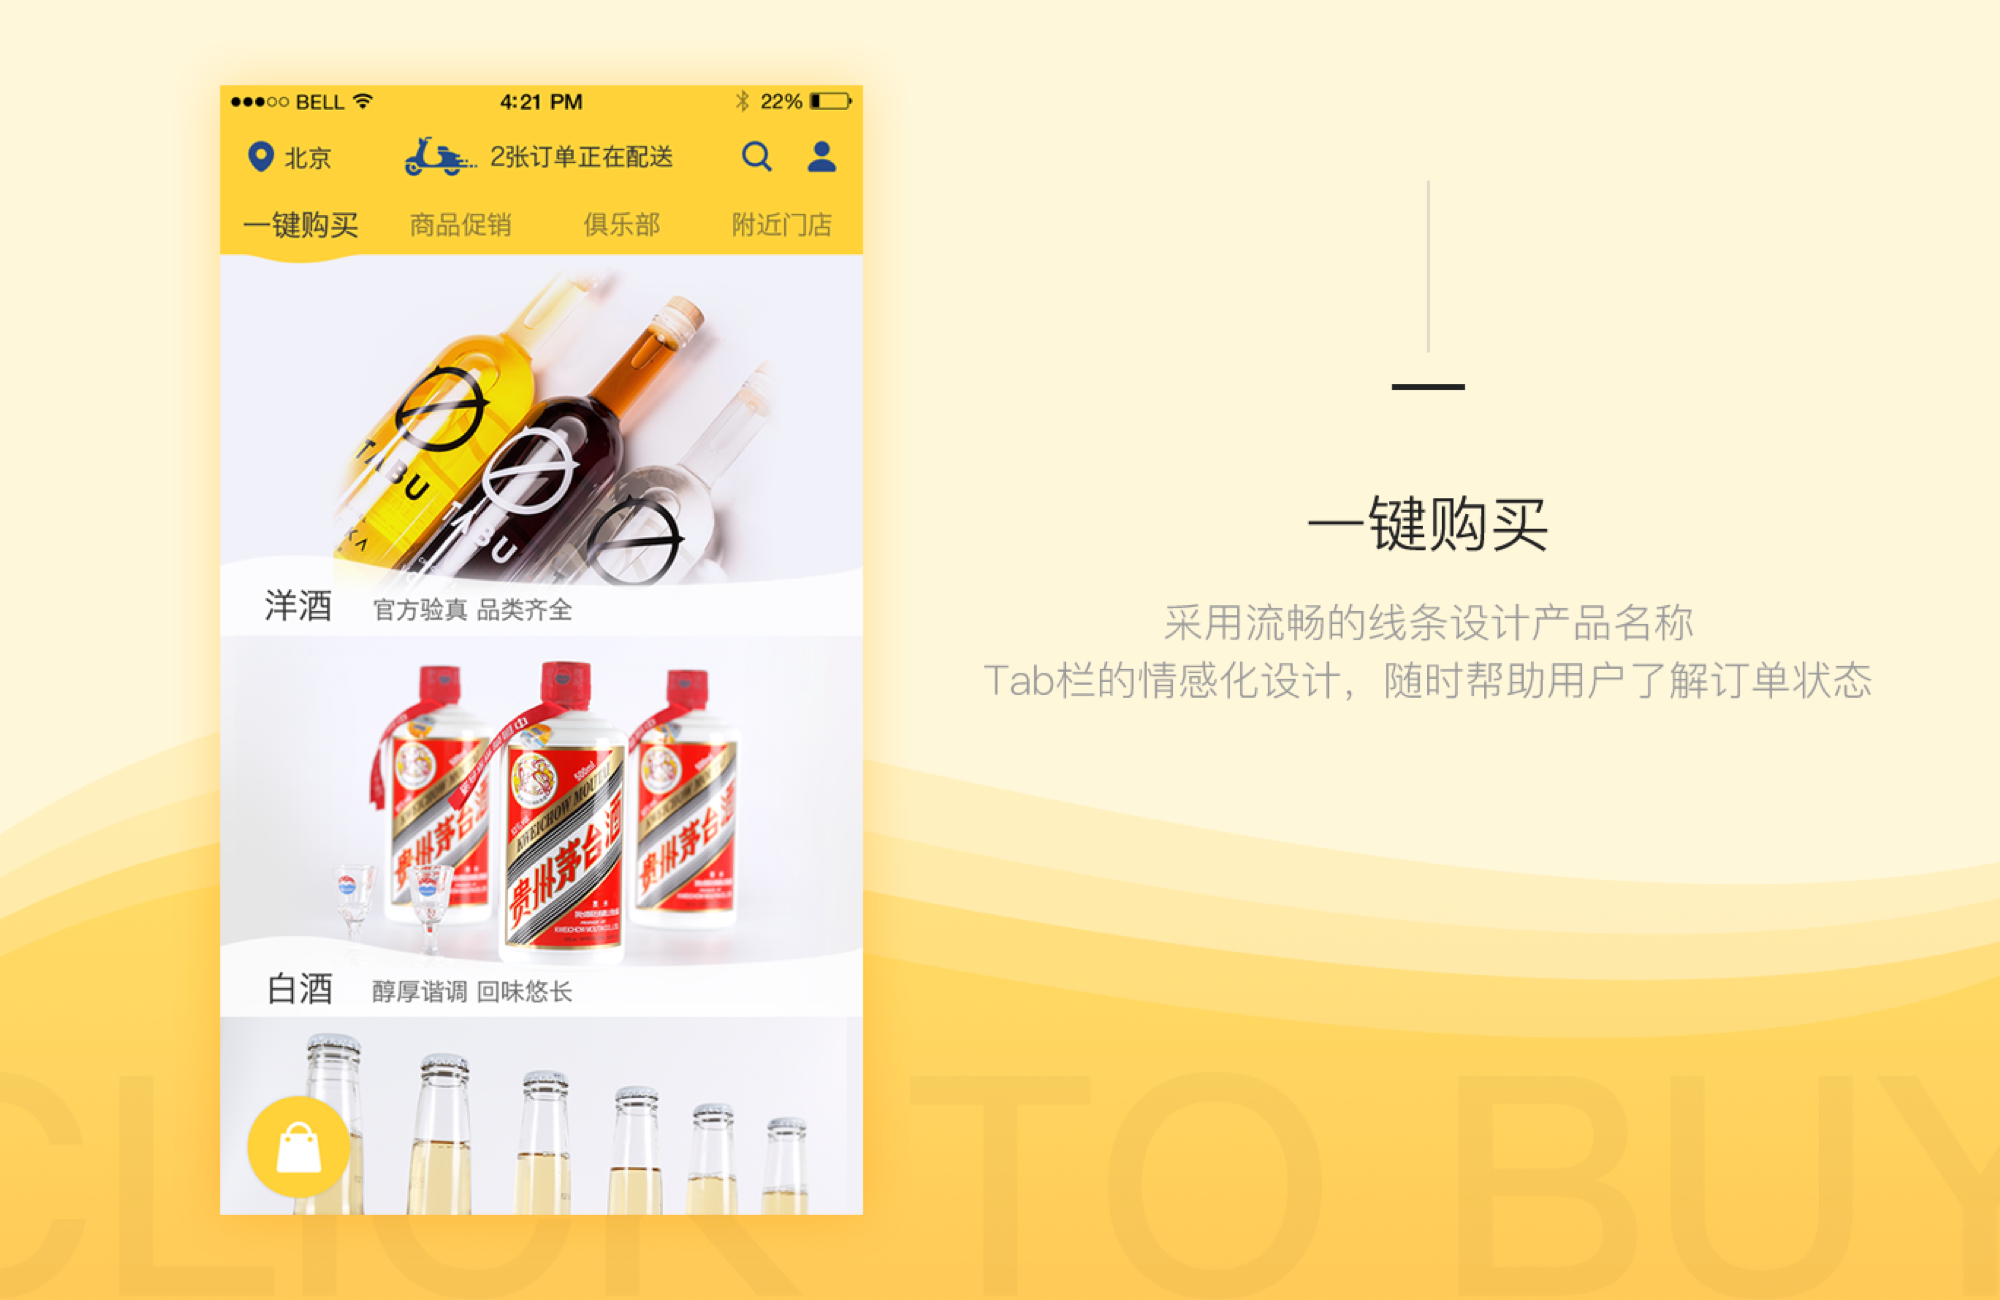 BELL
4:21 PM
22%
北京
2张订单正在配送
一键购买
商品促销
俱乐部
附近门店
TABU
TABU
洋酒
官方验真 品类齐全
500ml
KWEICHOW MOUTAI
贵州茅台酒
贵州茅台酒
贵州茅台酒
白酒
醇厚谐调 回味悠长
一
一键购买
采用流畅的线条设计产品名称
Tab栏的情感化设计，随时帮助用户了解订单状态
CLICK TO BUY